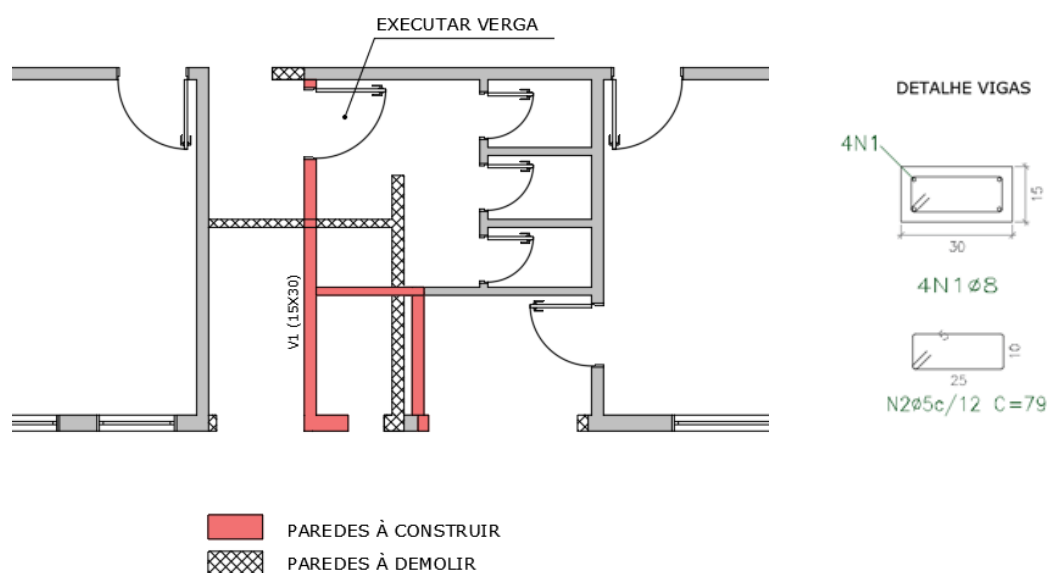 EXECUTAR VERGA
V1 (15X30)
DETALHE VIGAS
4N1
15
30
4N1ø8
5
10
25
N2ø5c/12 C=79
PAREDES À CONSTRUIR
PAREDES À DEMOLIR